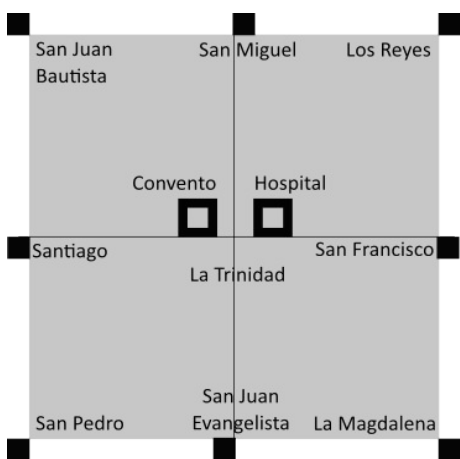 San Juan
Bautista
San Miguel
Los Reyes
Convento
Hospital
Santiago
San Francisco
La Trinidad
San Juan
Evangelista
San Pedro
La Magdalena